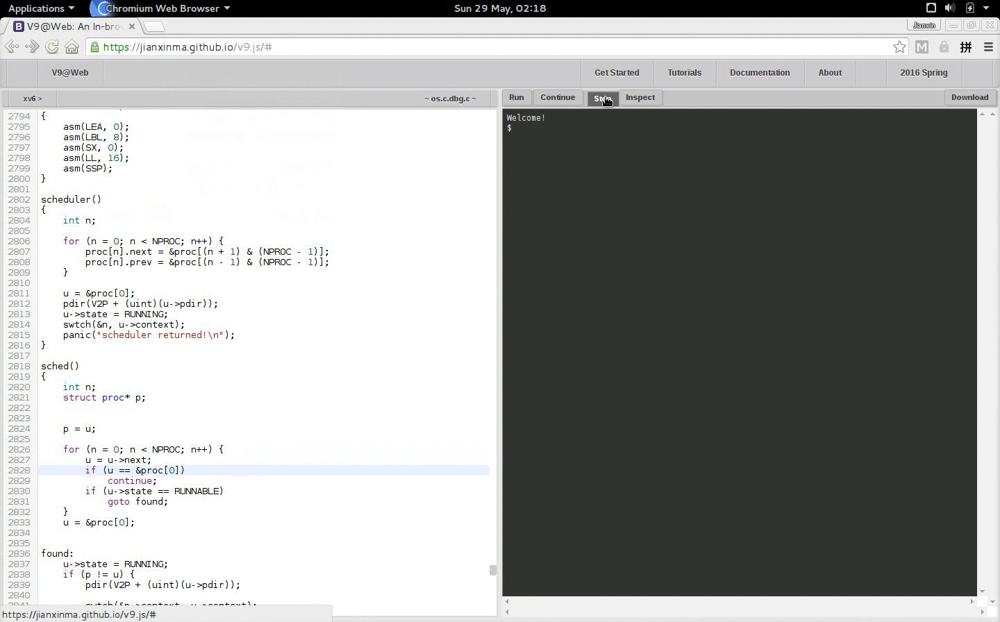 Applications
Chromium Web Browser
Sun 29 May, 02:18
V9@Web: An In-bro
Jianxin
https://jianxinma.github.io/v9.js/#
M
拼
V9@Web
Get Started
Tutorials
Documentation
About
2016 Spring
xv6 >
~ os.c.dbg.c ~
Run
Continue
Inspect
Download
2794 {
2795 asm(LEA, 0);
2796 asm(LBL, 8);
2797 asm(SX, 0);
2798 asm(LL, 16);
2799 asm(SSP);
2800 }
2801
2802 scheduler()
2803 {
2804 int n;
2805
2806 for (n = 0; n < NPROC; n++) {
2807 proc[n].next = &proc[(n + 1) & (NPROC - 1)];
2808 proc[n].prev = &proc[(n - 1) & (NPROC - 1)];
2809 }
2810
2811 u = &proc[0];
2812 pdir(V2P + (uint)(u->pdir));
2813 u->state = RUNNING;
2814 swtch(&n, u->context);
2815 panic("scheduler returned!\n");
2816 }
2817
2818 sched()
2819 {
2820 int n;
2821 struct proc* p;
2822
2823
2824 p = u;
2825
2826 for (n = 0; n < NPROC; n++) {
2827 u = u->next;
2828 if (u == &proc[0])
2829 continue;
2830 if (u->state == RUNNABLE)
2831 goto found;
2832 }
2833 u = &proc[0];
2834
2835
2836 found:
2837 u->state = RUNNING;
2838 if (p != u) {
2839 pdir(V2P + (uint)(u->pdir));
2840
https://jianxinma.github.io/v9.js/#
Welcome!
$